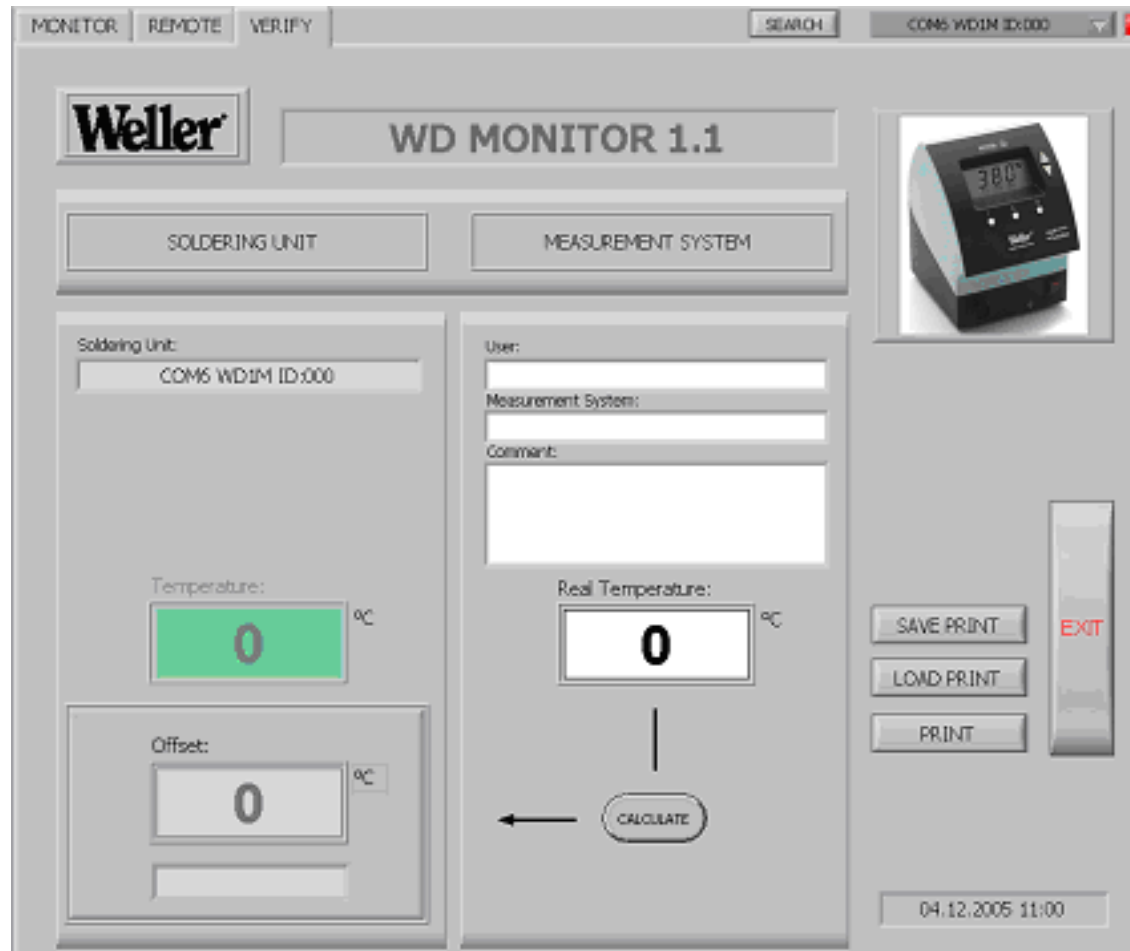 MONITOR REMOTE VERIFY SEARCH COM6 WD1M ID:000
Weller
WD MONITOR 1.1
380°
SOLDERING UNIT MEASUREMENT SYSTEM
Weller
Soldering Unit:
COM6 WD1M ID:000
User:
Measurement System:
Comment:
Temperature:
0 °C
Real Temperature:
0 °C
SAVE PRINT
EXIT
LOAD PRINT
PRINT
Offset:
0 °C
CALCULATE
04.12.2005 11:00